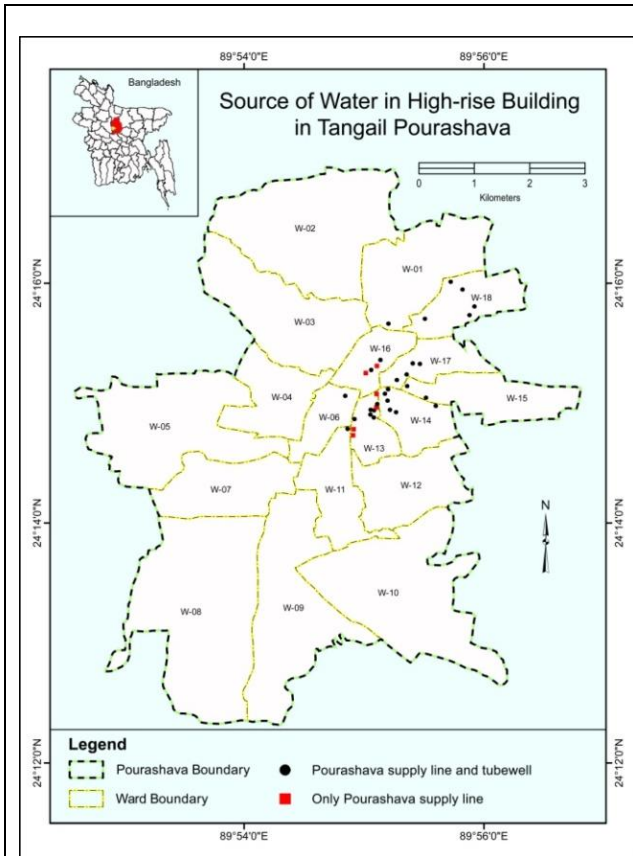 89°54'0"E
89°56'0"E
Bangladesh
Source of Water in High-rise Building
in Tangail Pourashava
0 1 2 3
Kilometers
W-02
W-01
24°16'0"N
24°16'0"N
W-18
W-03
W-16
W-17
W-04
W-15
W-05
W-06
W-14
W-13
W-07
W-11
W-12
N
24°14'0"N
24°14'0"N
W-10
W-09
W-08
Legend
Pourashava Boundary
Pourashava supply line and tubewell
Ward Boundary
Only Pourashava supply line
24°12'0"N
24°12'0"N
89°54'0"E
89°56'0"E